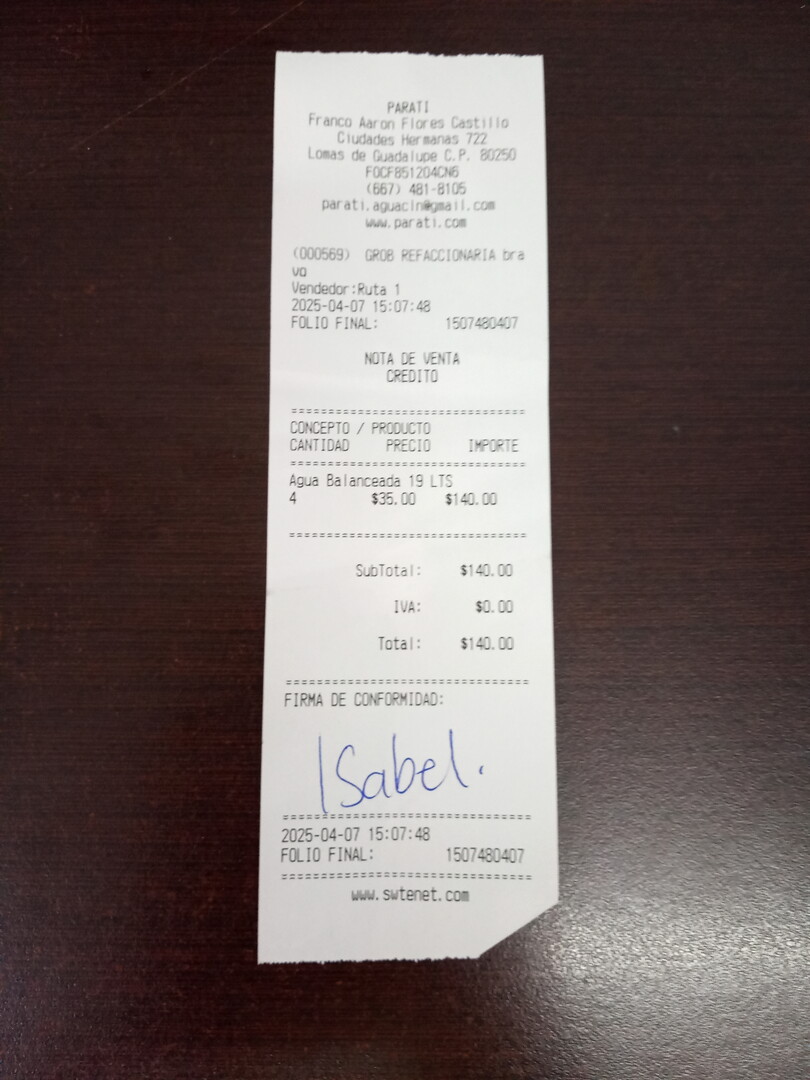 PARATI
Franco Aaron Flores Castillo
Ciudades Hermanas 722
Lomas de Guadalupe C.P. 80250
FOCF851204CN6
(667) 481-8105
parati.aguacln@gmail.com
www.parati.com
(000569) GROB REFACCIONARIA bra
vo
Vendedor:Ruta 1
2025-04-07 15:07:48
FOLIO FINAL: 1507480407
NOTA DE VENTA
CREDITO
================================
CONCEPTO / PRODUCTO
CANTIDAD PRECIO IMPORTE
================================
Agua Balanceada 19 LTS
4 $35.00 $140.00
================================
SubTotal: $140.00
IVA: $0.00
Total: $140.00
================================
FIRMA DE CONFORMIDAD:
Isabel.
================================
2025-04-07 15:07:48
FOLIO FINAL: 1507480407
================================
www.swtenet.com